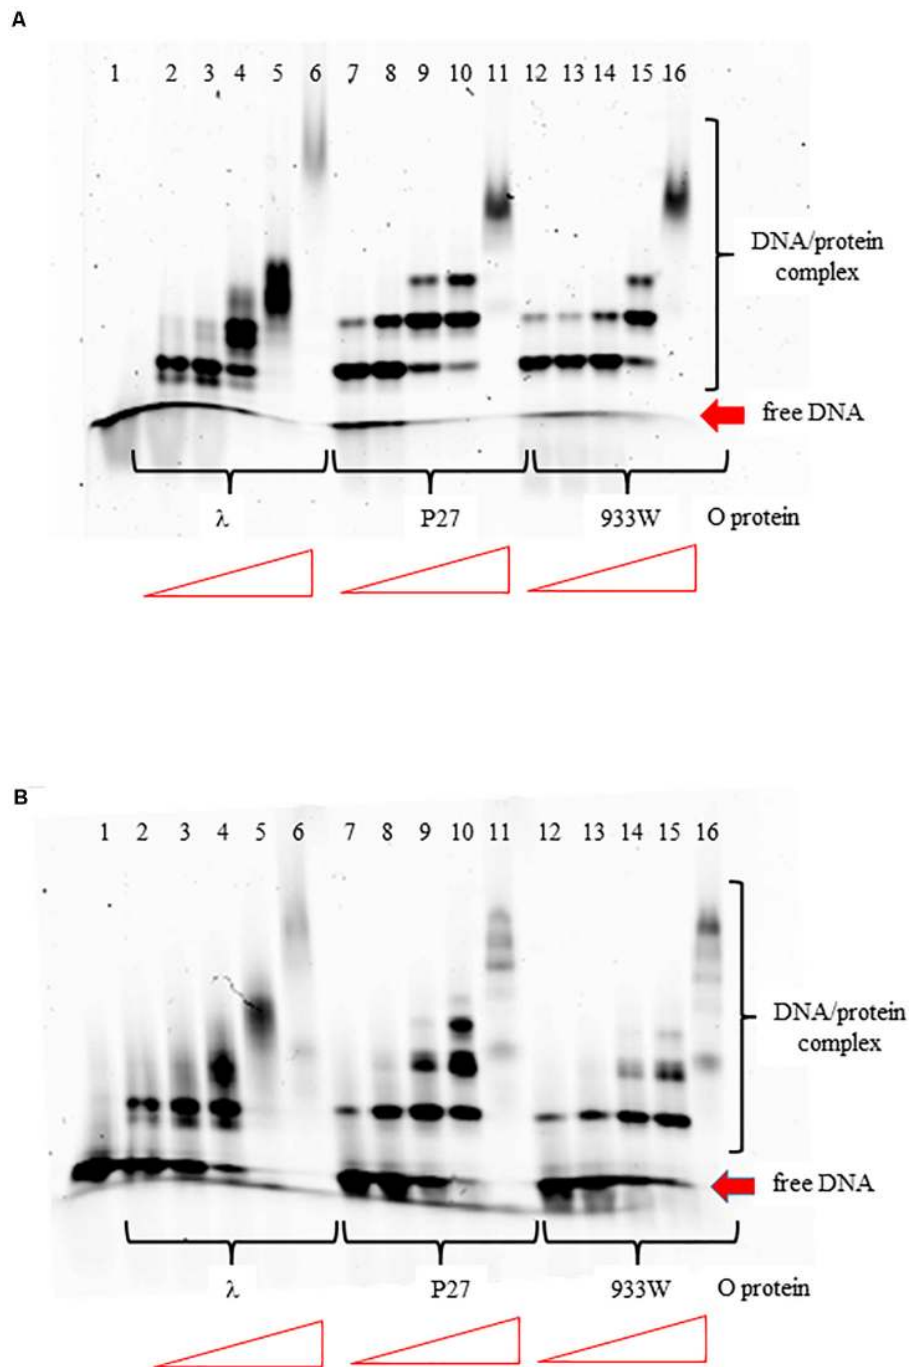 A
1 2 3 4 5 6 7 8 9 10 11 12 13 14 15 16
DNA/protein
complex
free DNA
λ P27 933W O protein
B
1 2 3 4 5 6 7 8 9 10 11 12 13 14 15 16
DNA/protein
complex
free DNA
λ P27 933W O protein